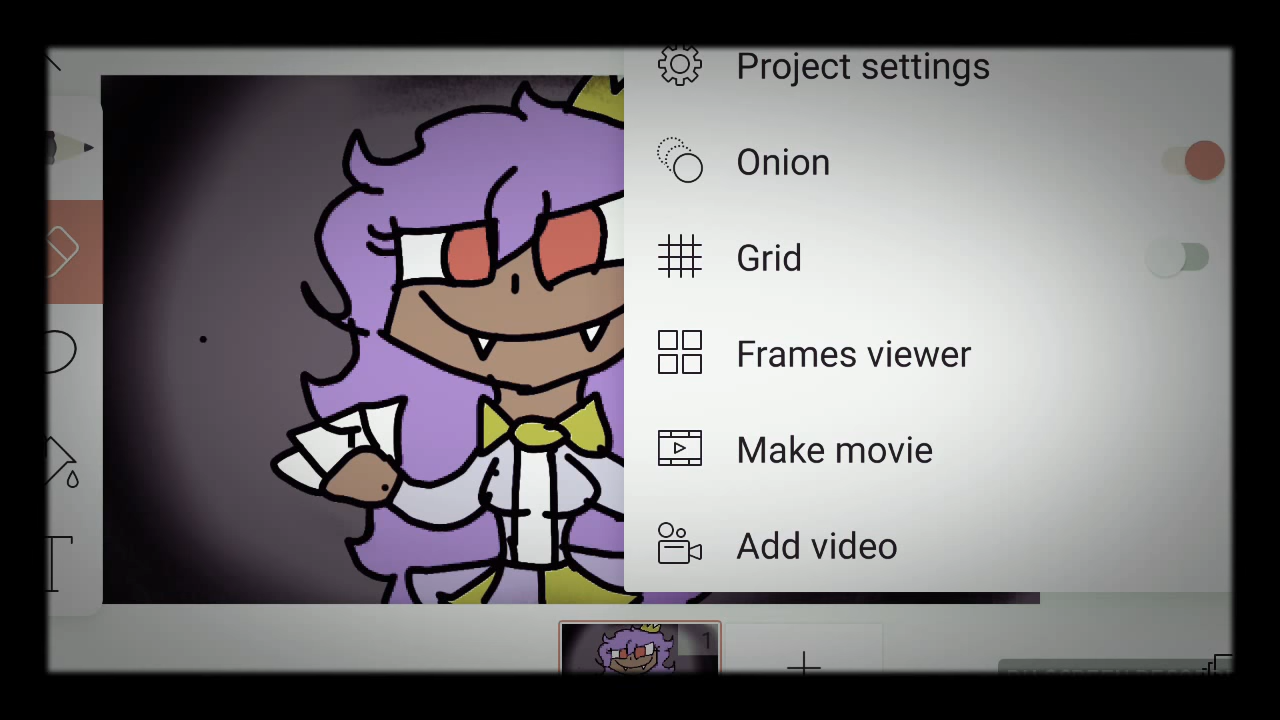 Project settings
Onion
Grid
Frames viewer
Make movie
Add video
1